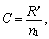 C = R′/n₁,